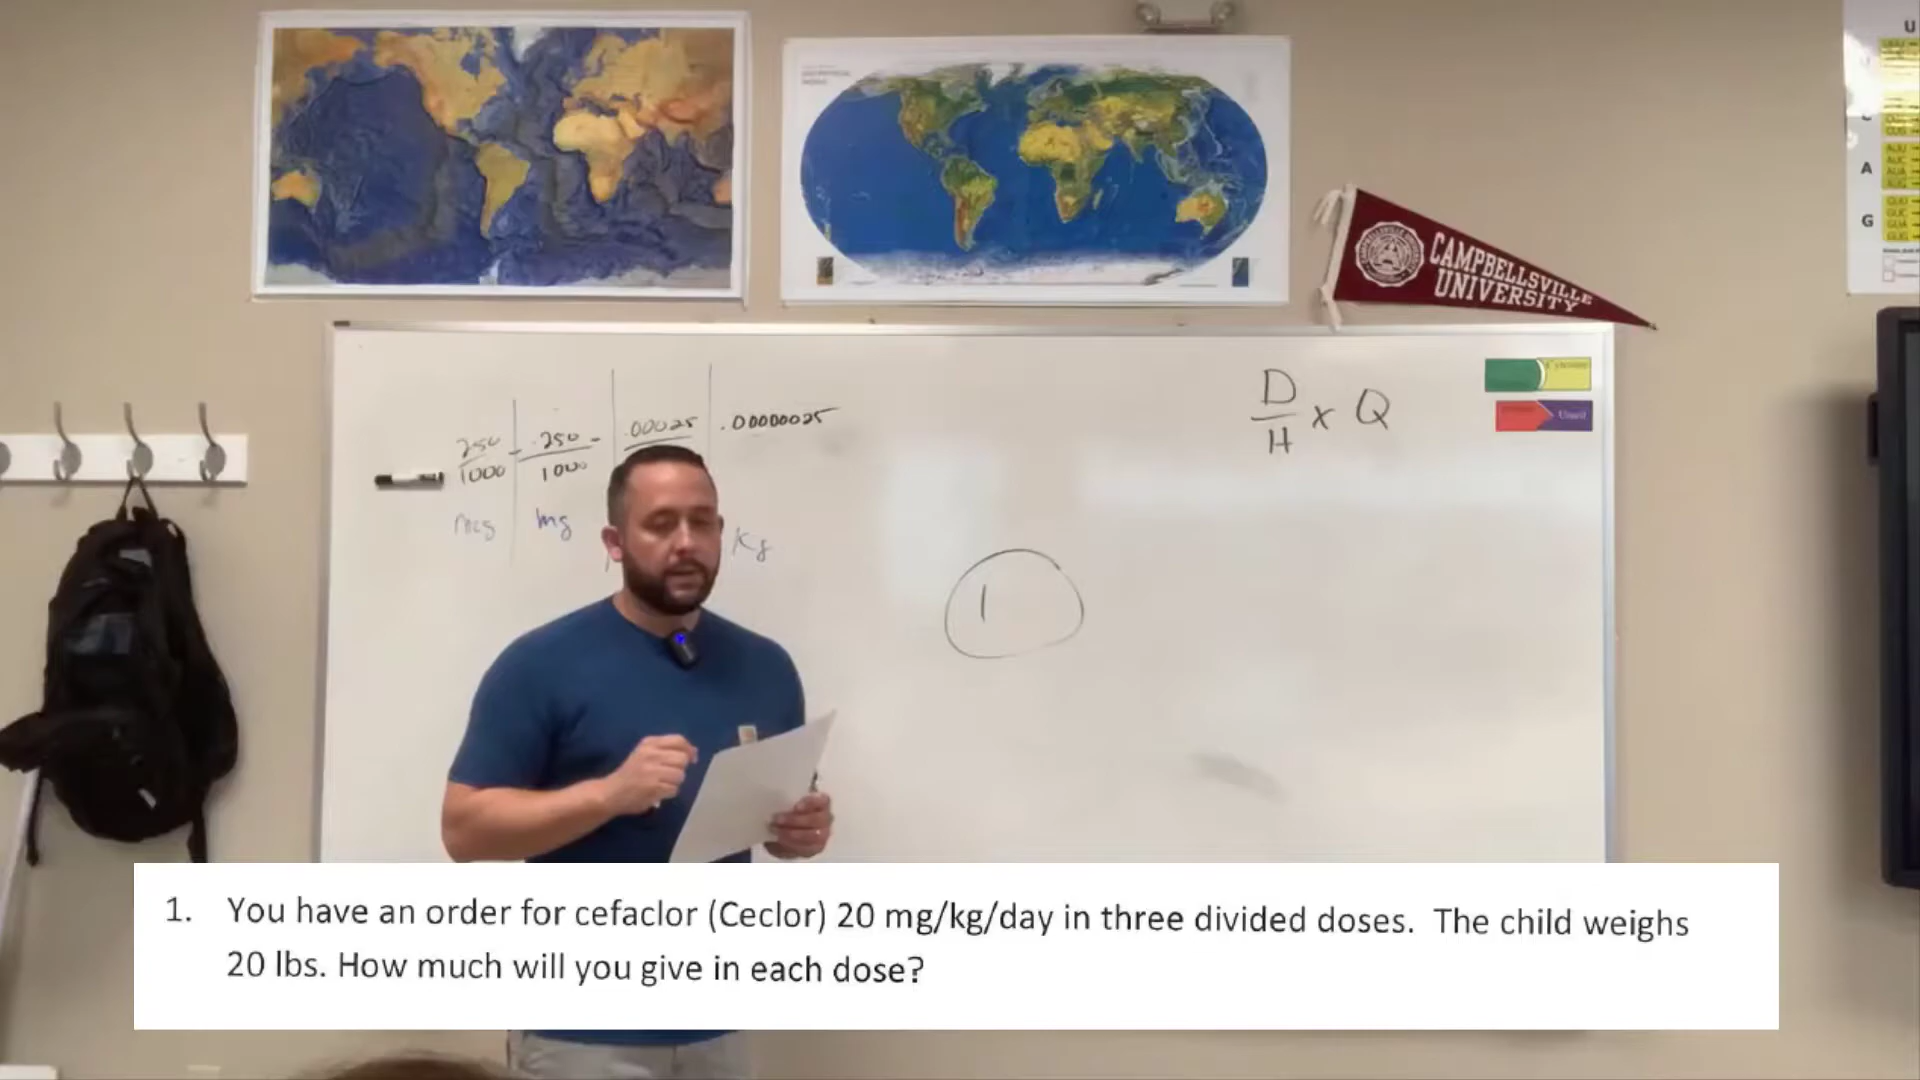 CAMPBELLSVILLE
UNIVERSITY
U
A
G
250 .250 .00025 .00000025
1000 1000
mcg mg Kg
D
H x Q
1
1. You have an order for cefaclor (Ceclor) 20 mg/kg/day in three divided doses. The child weighs
20 lbs. How much will you give in each dose?